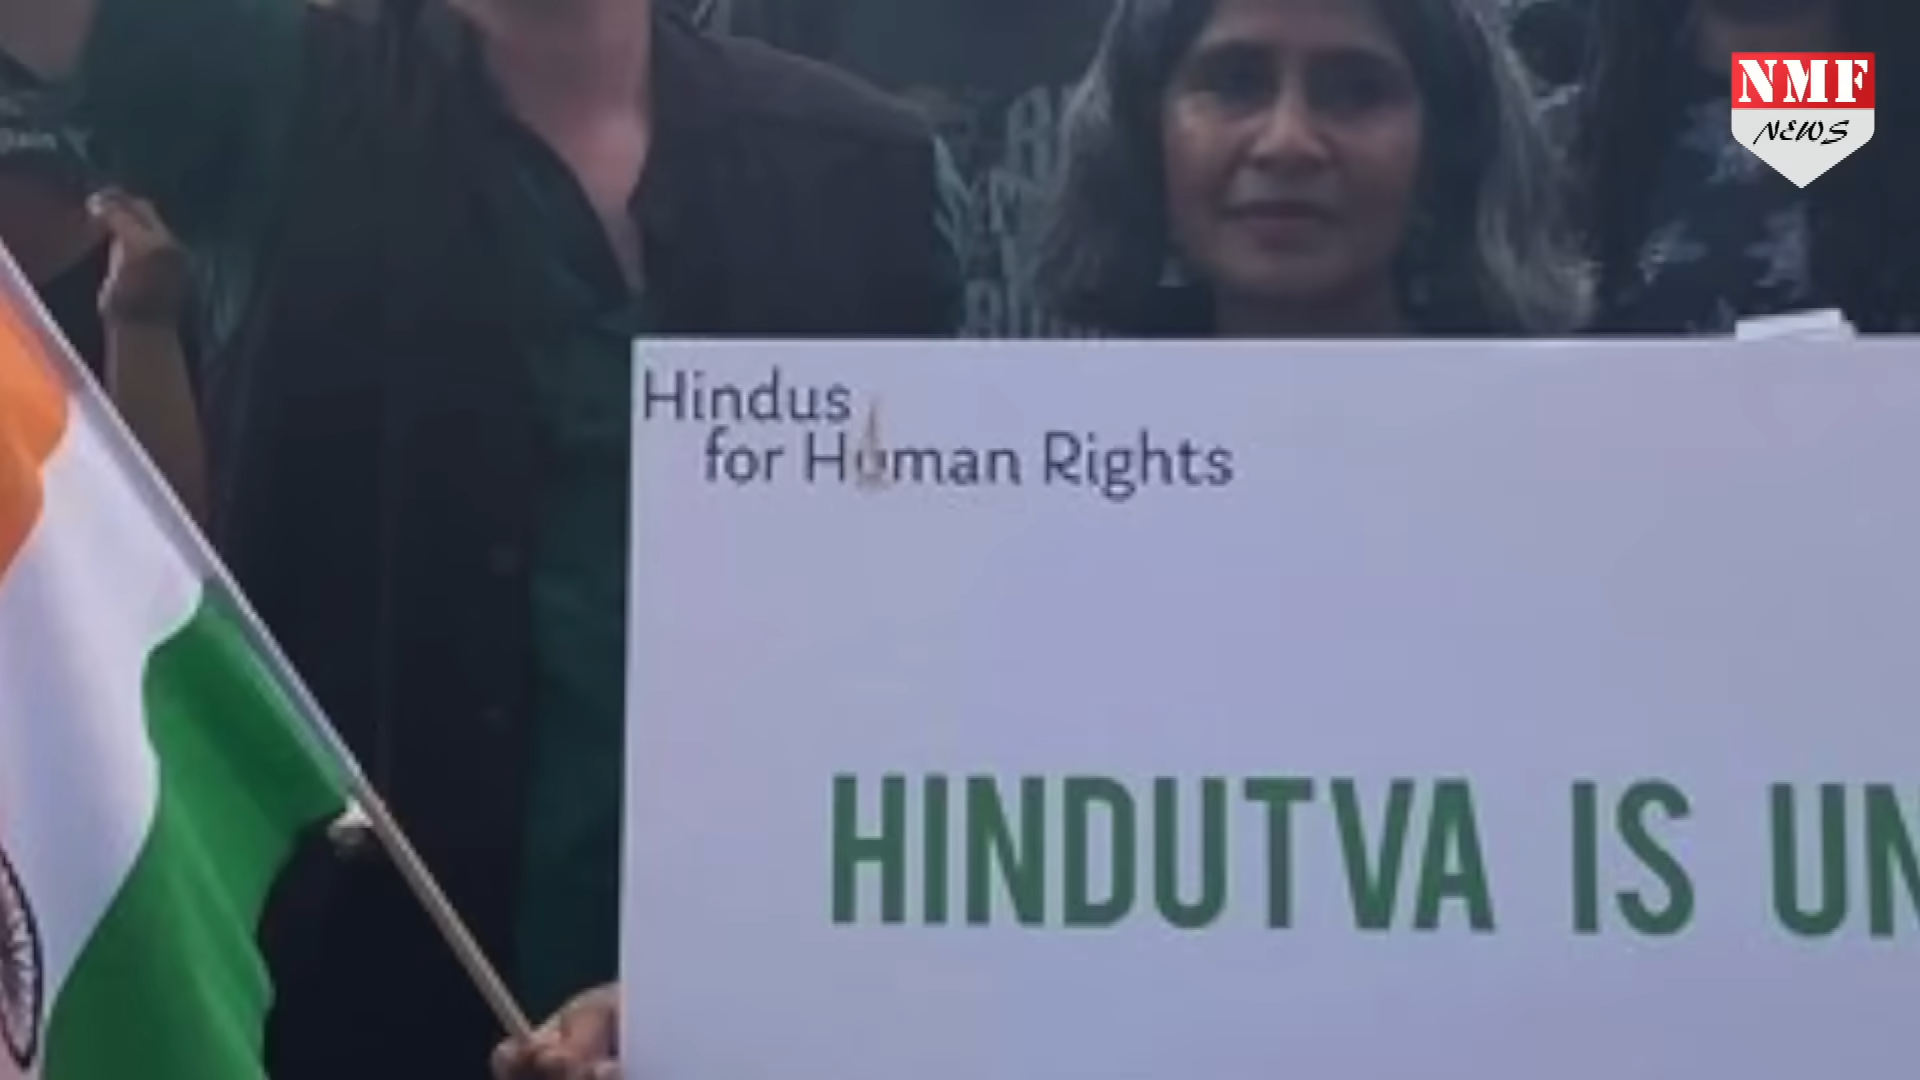 NMF
NEWS
Hindus
for Human Rights
HINDUTVA IS UN